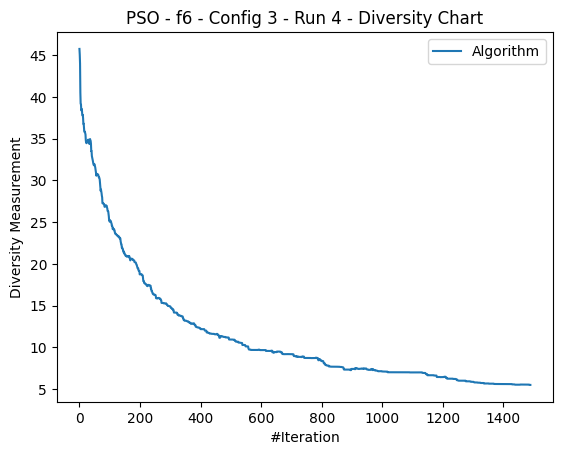 PSO - f6 - Config 3 - Run 4 - Diversity Chart
Algorithm
Diversity Measurement
45
40
35
30
25
20
15
10
5
0 200 400 600 800 1000 1200 1400
#Iteration